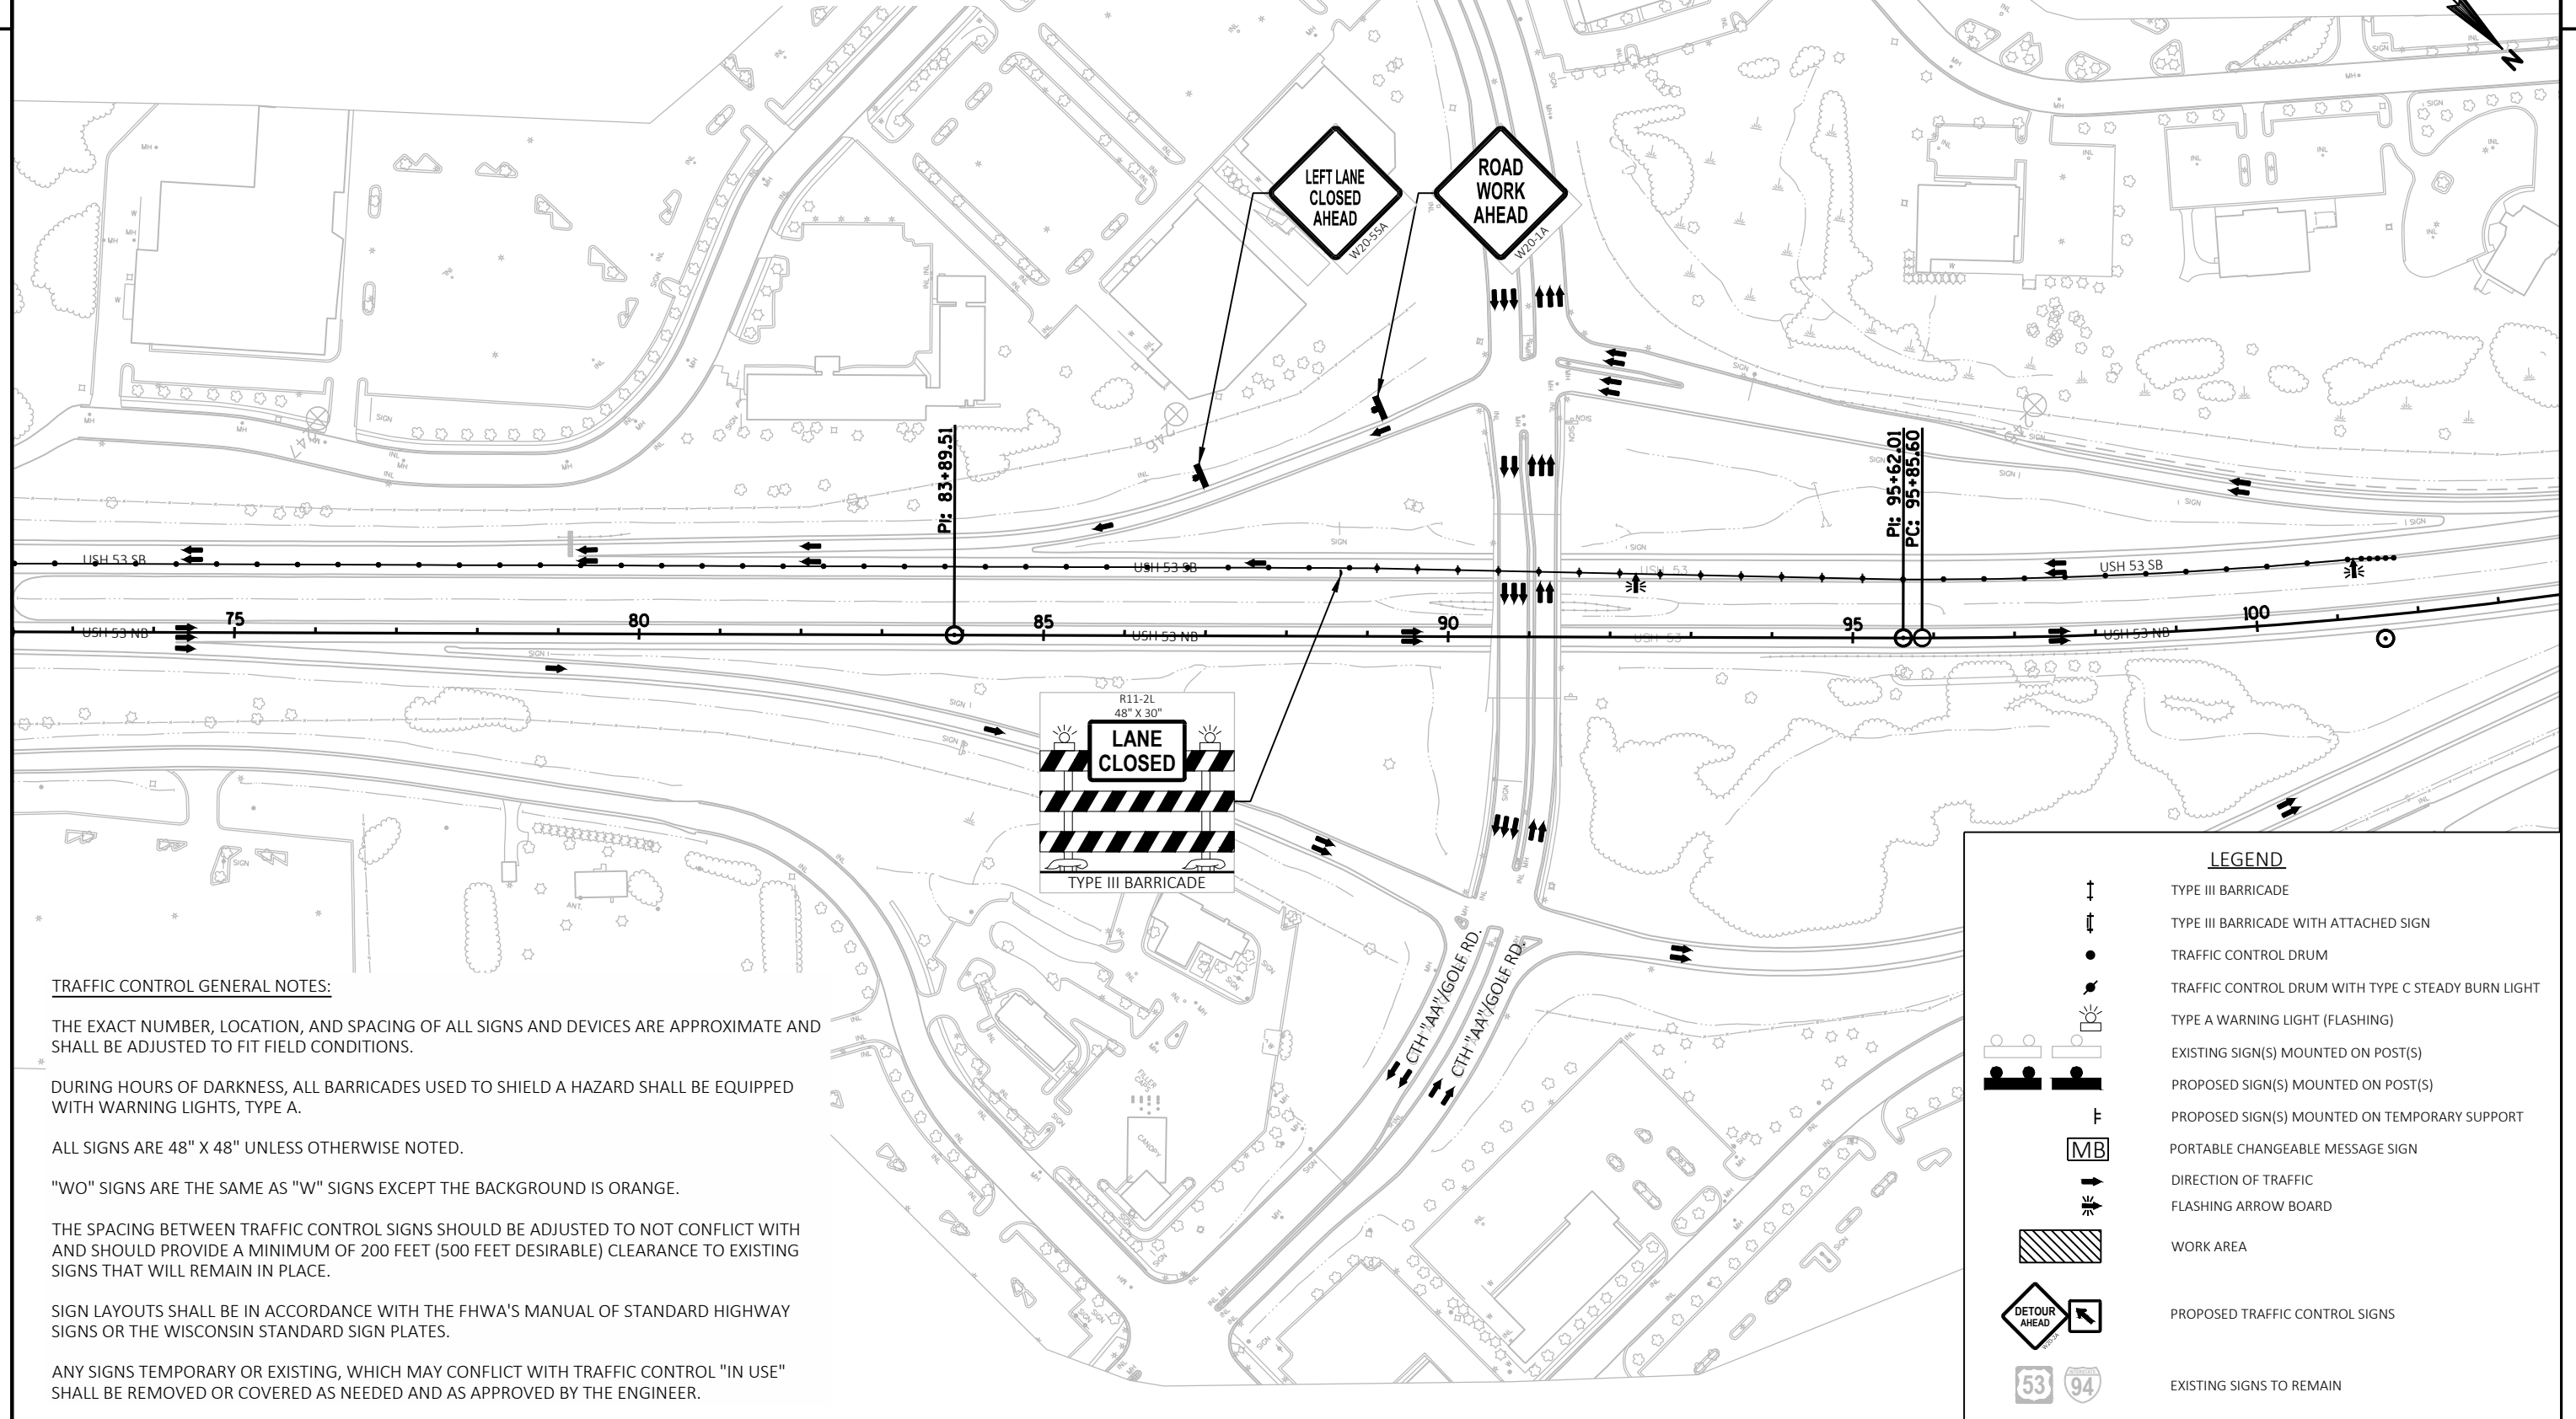 N
LEFT LANE
CLOSED
AHEAD
W20-55A
ROAD
WORK
AHEAD
W20-1A
PI: 83+89.51
PI: 95+62.01
PC: 95+85.60
USH 53 SB
USH 53 SB
USH 53
USH 53 SB
75
80
85
90
95
100
USH 53 NB
USH 53 NB
USH 53
USH 53 NB
R11-2L
48" X 30"
LANE
CLOSED
TYPE III BARRICADE
CTH "AA"/GOLF RD.
CTH "AA"/GOLF RD.
ANT.
FILLER
CAPS
CANOPY
TRAFFIC CONTROL GENERAL NOTES:
THE EXACT NUMBER, LOCATION, AND SPACING OF ALL SIGNS AND DEVICES ARE APPROXIMATE AND
SHALL BE ADJUSTED TO FIT FIELD CONDITIONS.
DURING HOURS OF DARKNESS, ALL BARRICADES USED TO SHIELD A HAZARD SHALL BE EQUIPPED
WITH WARNING LIGHTS, TYPE A.
ALL SIGNS ARE 48" X 48" UNLESS OTHERWISE NOTED.
"WO" SIGNS ARE THE SAME AS "W" SIGNS EXCEPT THE BACKGROUND IS ORANGE.
THE SPACING BETWEEN TRAFFIC CONTROL SIGNS SHOULD BE ADJUSTED TO NOT CONFLICT WITH
AND SHOULD PROVIDE A MINIMUM OF 200 FEET (500 FEET DESIRABLE) CLEARANCE TO EXISTING
SIGNS THAT WILL REMAIN IN PLACE.
SIGN LAYOUTS SHALL BE IN ACCORDANCE WITH THE FHWA'S MANUAL OF STANDARD HIGHWAY
SIGNS OR THE WISCONSIN STANDARD SIGN PLATES.
ANY SIGNS TEMPORARY OR EXISTING, WHICH MAY CONFLICT WITH TRAFFIC CONTROL "IN USE"
SHALL BE REMOVED OR COVERED AS NEEDED AND AS APPROVED BY THE ENGINEER.
LEGEND
TYPE III BARRICADE
TYPE III BARRICADE WITH ATTACHED SIGN
TRAFFIC CONTROL DRUM
TRAFFIC CONTROL DRUM WITH TYPE C STEADY BURN LIGHT
TYPE A WARNING LIGHT (FLASHING)
EXISTING SIGN(S) MOUNTED ON POST(S)
PROPOSED SIGN(S) MOUNTED ON POST(S)
PROPOSED SIGN(S) MOUNTED ON TEMPORARY SUPPORT
MB PORTABLE CHANGEABLE MESSAGE SIGN
DIRECTION OF TRAFFIC
FLASHING ARROW BOARD
WORK AREA
DETOUR
AHEAD
PROPOSED TRAFFIC CONTROL SIGNS
53 94 EXISTING SIGNS TO REMAIN